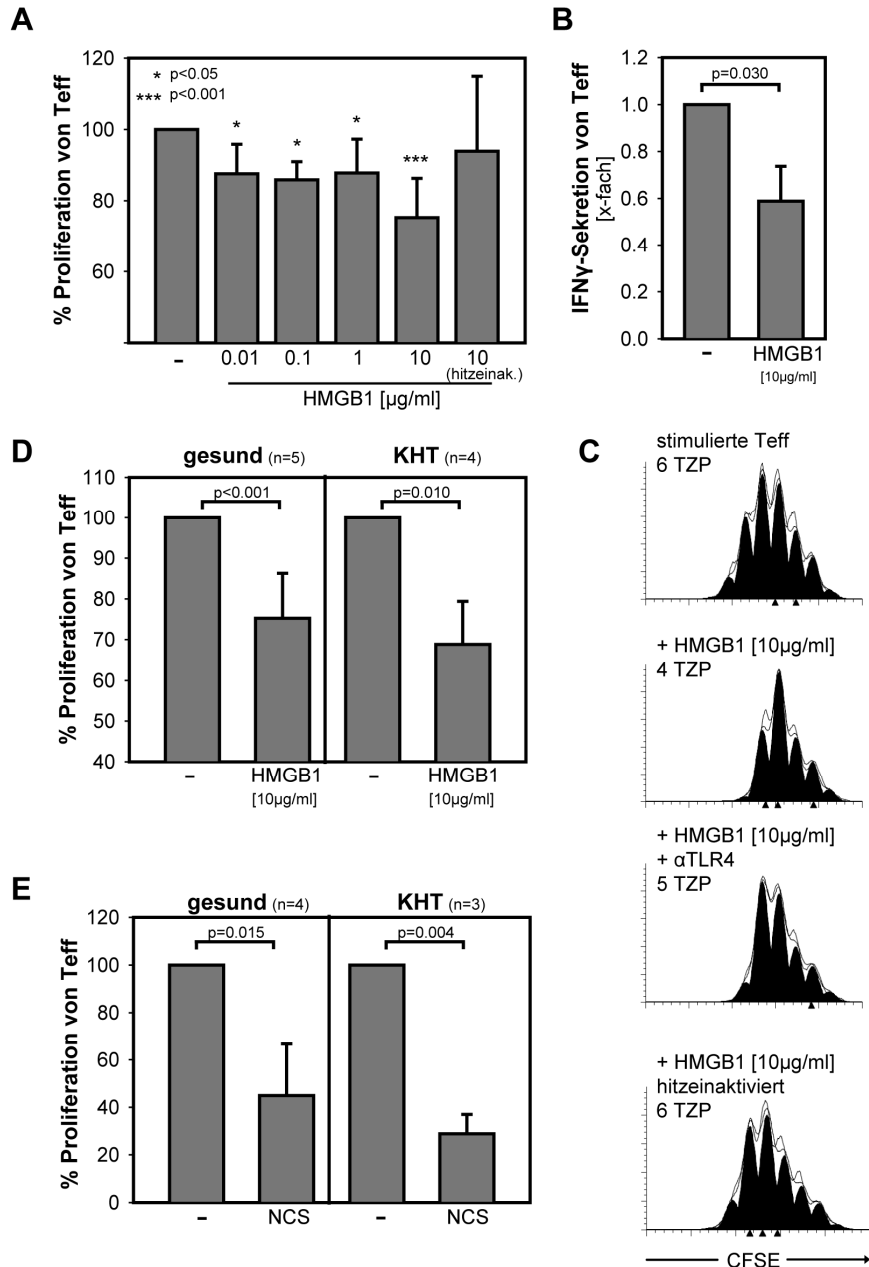 A
% Proliferation von Teff
120
100
80
60
* p<0.05
*** p<0.001
*
*
*
***
–
0.01
0.1
1
10
10
(hitzeinak.)
HMGB1 [µg/ml]
B
IFNγ-Sekretion von Teff
[x-fach]
1.2
1.0
0.8
0.6
0.4
0.2
0.0
p=0.030
–
HMGB1
[10µg/ml]
C
stimulierte Teff
6 TZP
+ HMGB1 [10µg/ml]
4 TZP
+ HMGB1 [10µg/ml]
+ αTLR4
5 TZP
+ HMGB1 [10µg/ml]
hitzeinaktiviert
6 TZP
CFSE
D
gesund (n=5)
KHT (n=4)
% Proliferation von Teff
110
100
90
80
70
60
50
40
p<0.001
p=0.010
–
HMGB1
[10µg/ml]
–
HMGB1
[10µg/ml]
E
gesund (n=4)
KHT (n=3)
% Proliferation von Teff
120
100
80
60
40
20
0
p=0.015
p=0.004
–
NCS
–
NCS